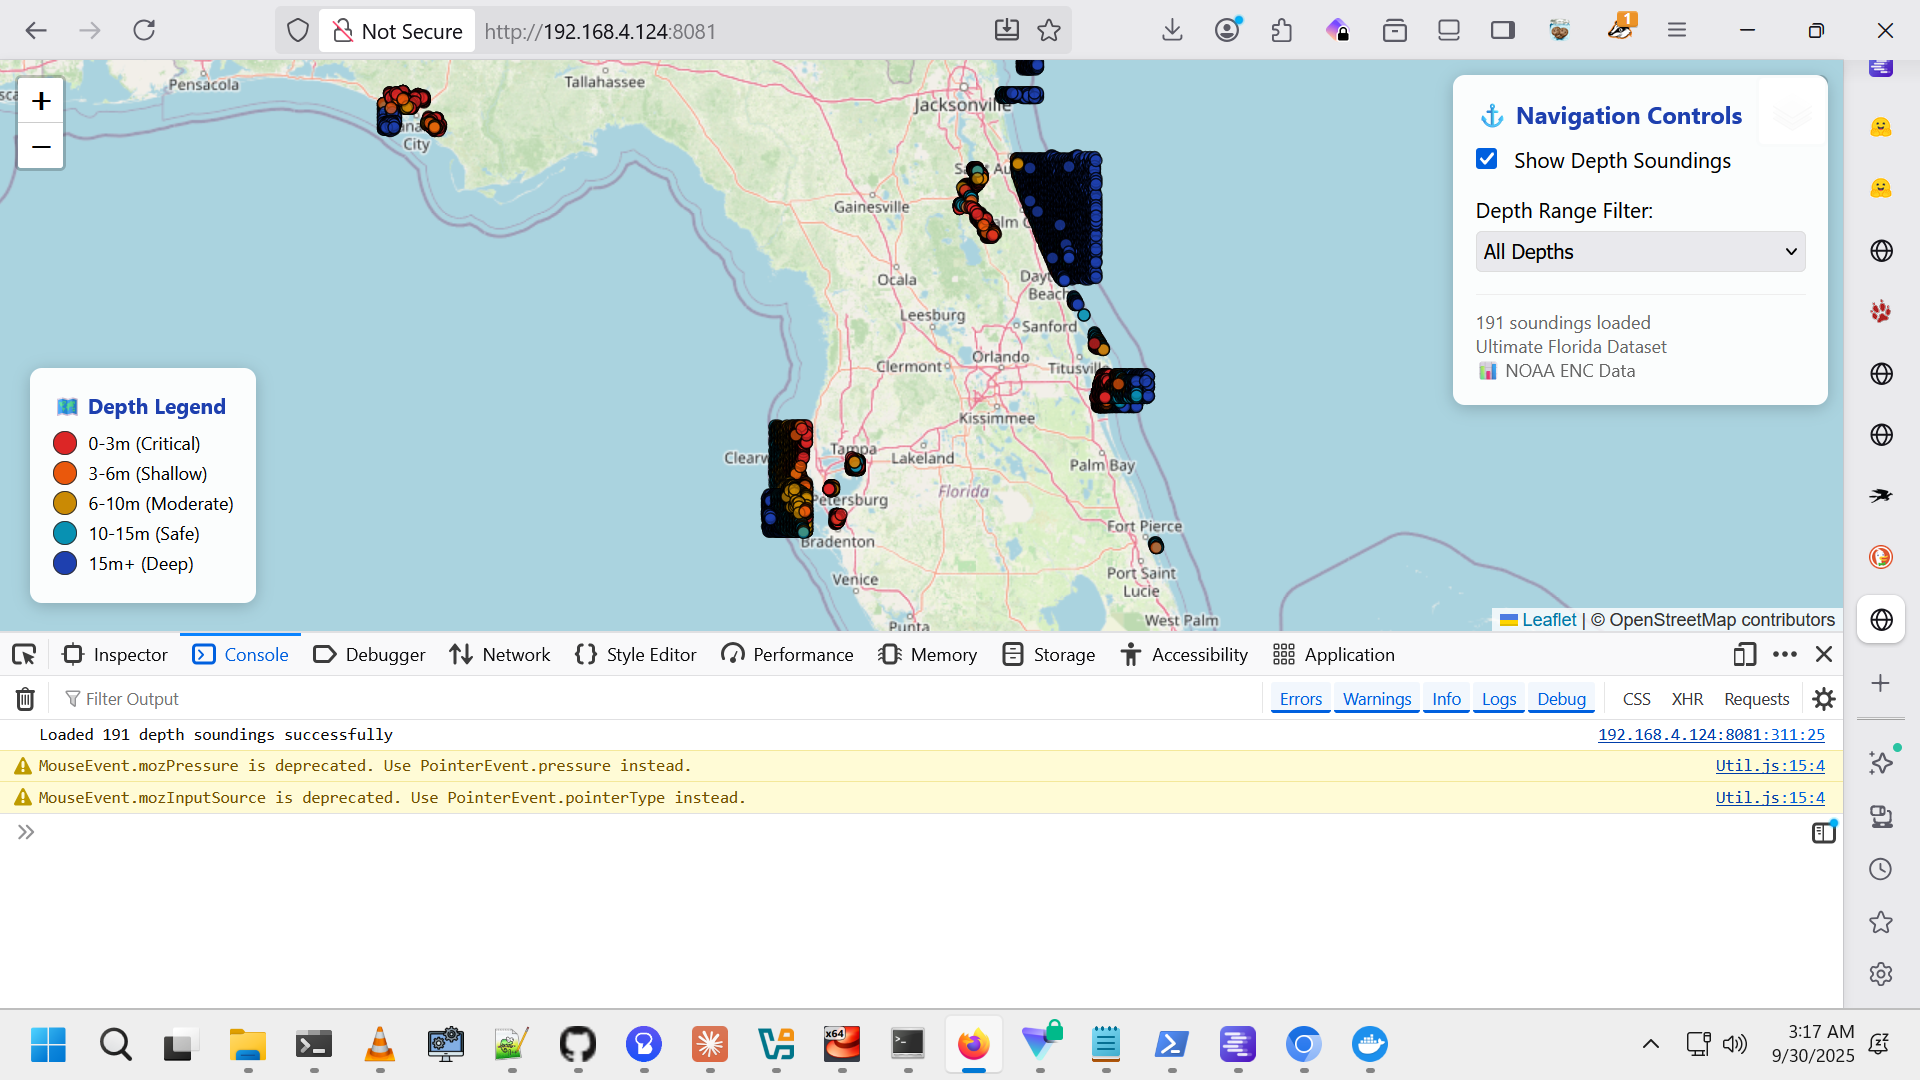 Not Secure
http://192.168.4.124:8081
1
+
−
Pensacola
Tallahassee
Jacksonville
City
Gainesville
Ocala
Beach
Leesburg
Sanford
Orlando
Clermont
Titusville
Kissimmee
Tampa
Lakeland
Palm Bay
Florida
Petersburg
Bradenton
Fort Pierce
Venice
Port Saint
Lucie
Punta
West Palm
Navigation Controls
Show Depth Soundings
Depth Range Filter:
All Depths
191 soundings loaded
Ultimate Florida Dataset
NOAA ENC Data
Depth Legend
0-3m (Critical)
3-6m (Shallow)
6-10m (Moderate)
10-15m (Safe)
15m+ (Deep)
Leaflet | © OpenStreetMap contributors
Inspector Console Debugger Network Style Editor Performance Memory Storage Accessibility Application
Filter Output
Errors Warnings Info Logs Debug CSS XHR Requests
Loaded 191 depth soundings successfully 192.168.4.124:8081:311:25
MouseEvent.mozPressure is deprecated. Use PointerEvent.pressure instead. Util.js:15:4
MouseEvent.mozInputSource is deprecated. Use PointerEvent.pointerType instead. Util.js:15:4
x64
3:17 AM
9/30/2025